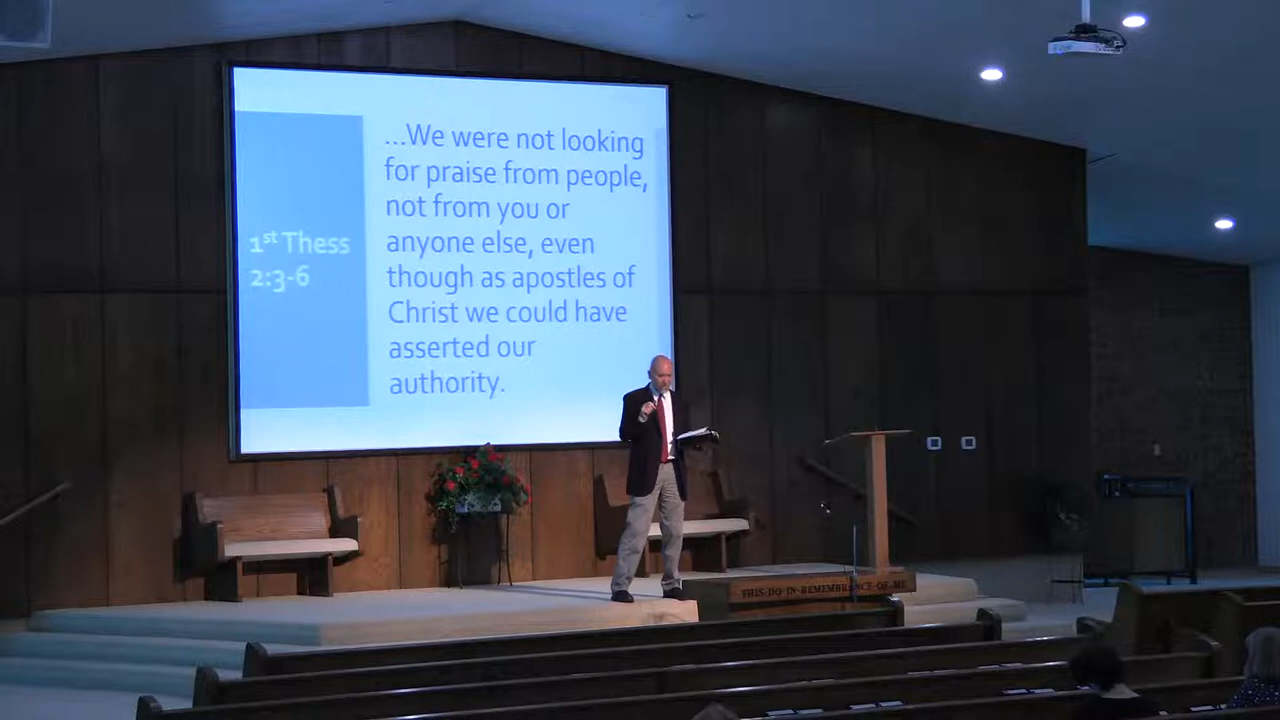 1st Thess
2:3-6
...We were not looking
for praise from people,
not from you or
anyone else, even
though as apostles of
Christ we could have
asserted our
authority.
THIS-DO-IN-REMEMBRANCE-OF-ME